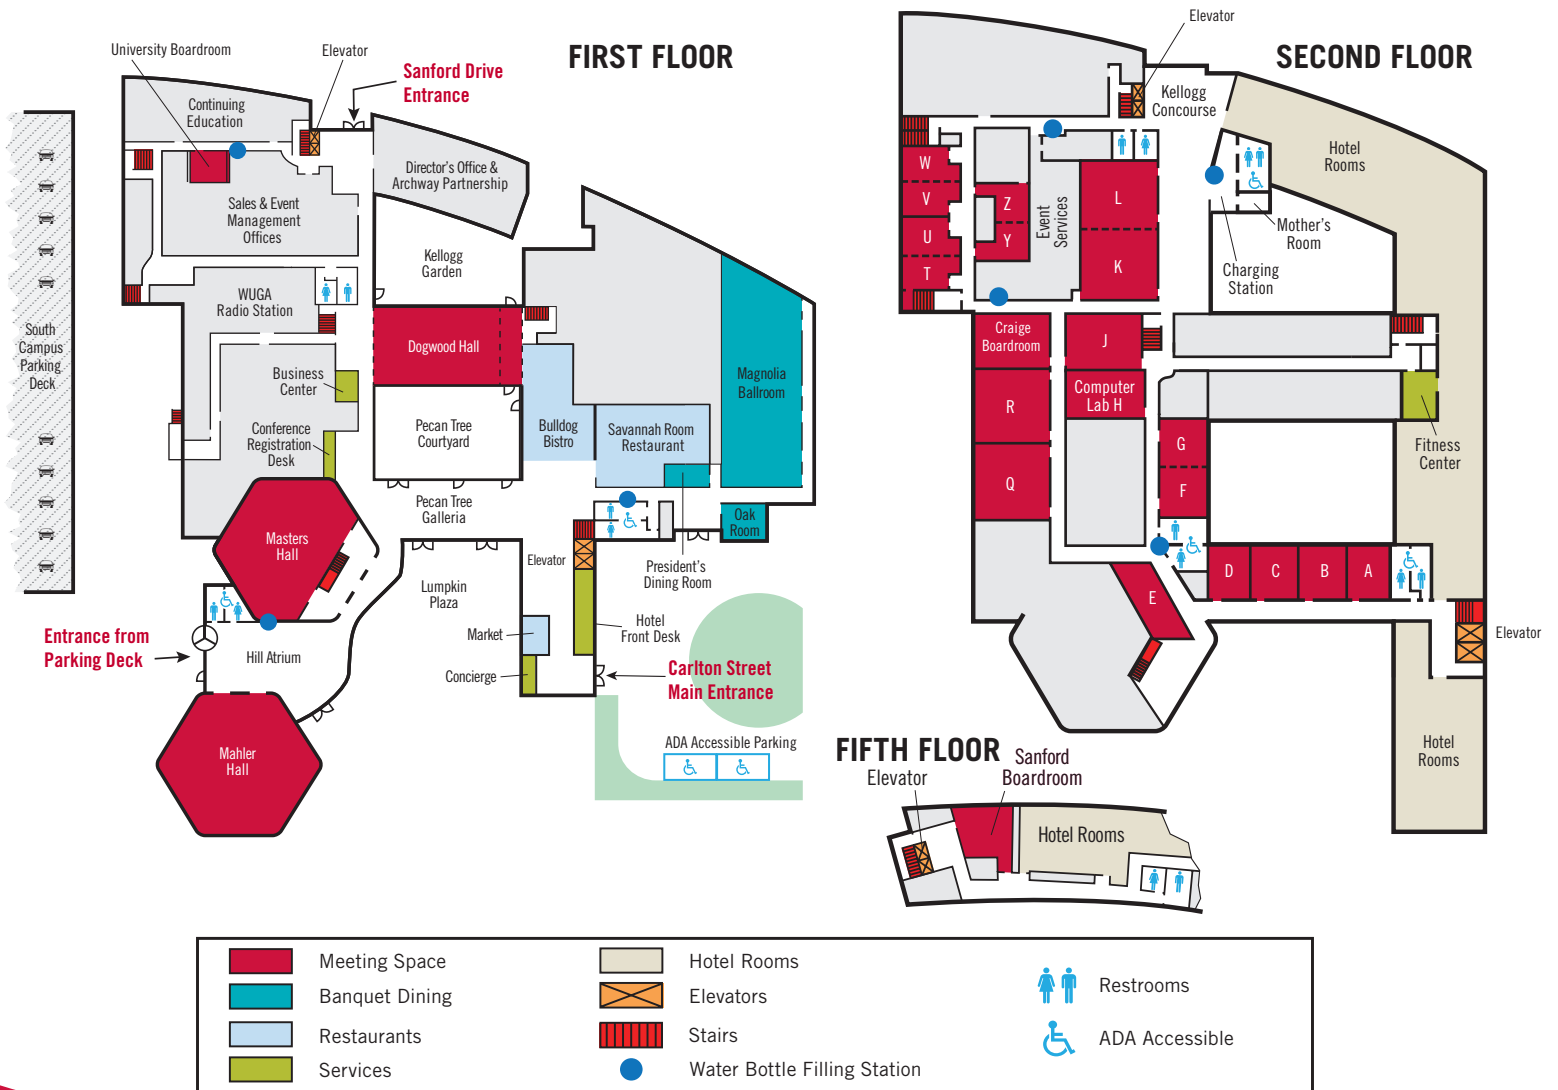 FIRST FLOOR
University Boardroom
Elevator
Sanford Drive
Entrance
Continuing
Education
Director's Office &
Archway Partnership
Sales & Event
Management
Offices
Kellogg
Garden
WUGA
Radio Station
South
Campus
Parking
Deck
Dogwood Hall
Business
Center
Magnolia
Ballroom
Conference
Registration
Desk
Pecan Tree
Courtyard
Bulldog
Bistro
Savannah Room
Restaurant
Pecan Tree
Galleria
Oak
Room
Masters
Hall
Elevator
President's
Dining Room
Lumpkin
Plaza
Hotel
Front Desk
Market
Entrance from
Parking Deck
Hill Atrium
Concierge
Carlton Street
Main Entrance
Mahler
Hall
ADA Accessible Parking
SECOND FLOOR
Elevator
Kellogg
Concourse
Hotel
Rooms
W
V
U
T
Z
Y
Event
Services
L
K
Mother's
Room
Charging
Station
Craige
Boardroom
J
Computer
Lab H
R
G
Fitness
Center
Q
F
D
C
B
A
E
Elevator
Hotel
Rooms
FIFTH FLOOR
Elevator
Sanford
Boardroom
Hotel Rooms
Meeting Space
Banquet Dining
Restaurants
Services
Hotel Rooms
Elevators
Stairs
Water Bottle Filling Station
Restrooms
ADA Accessible